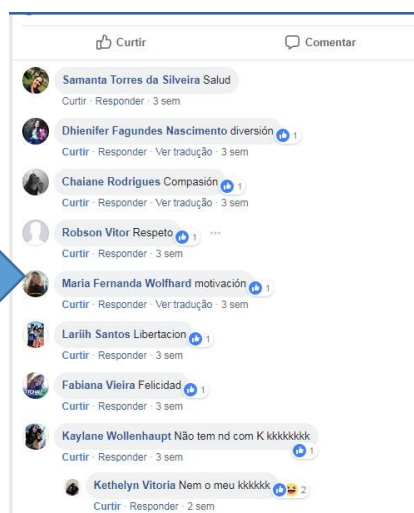 Curtir Comentar
Samanta Torres da Silveira Salud
Curtir · Responder · 3 sem
Dhienifer Fagundes Nascimento diversión 1
Curtir · Responder · Ver tradução · 3 sem
Chaiane Rodrigues Compasión 1
Curtir · Responder · Ver tradução · 3 sem
Robson Vitor Respeto 1 ...
Curtir · Responder · 3 sem
Maria Fernanda Wolfhard motivación 1
Curtir · Responder · Ver tradução · 3 sem
Lariih Santos Libertacion 1
Curtir · Responder · 3 sem
Fabiana Vieira Felicidad 1
Curtir · Responder · 3 sem
Kaylane Wollenhaupt Não tem nd com K kkkkkkkk
1
Curtir · Responder · 3 sem
Kethelyn Vitoria Nem o meu kkkkkk 2
Curtir · Responder · 2 sem